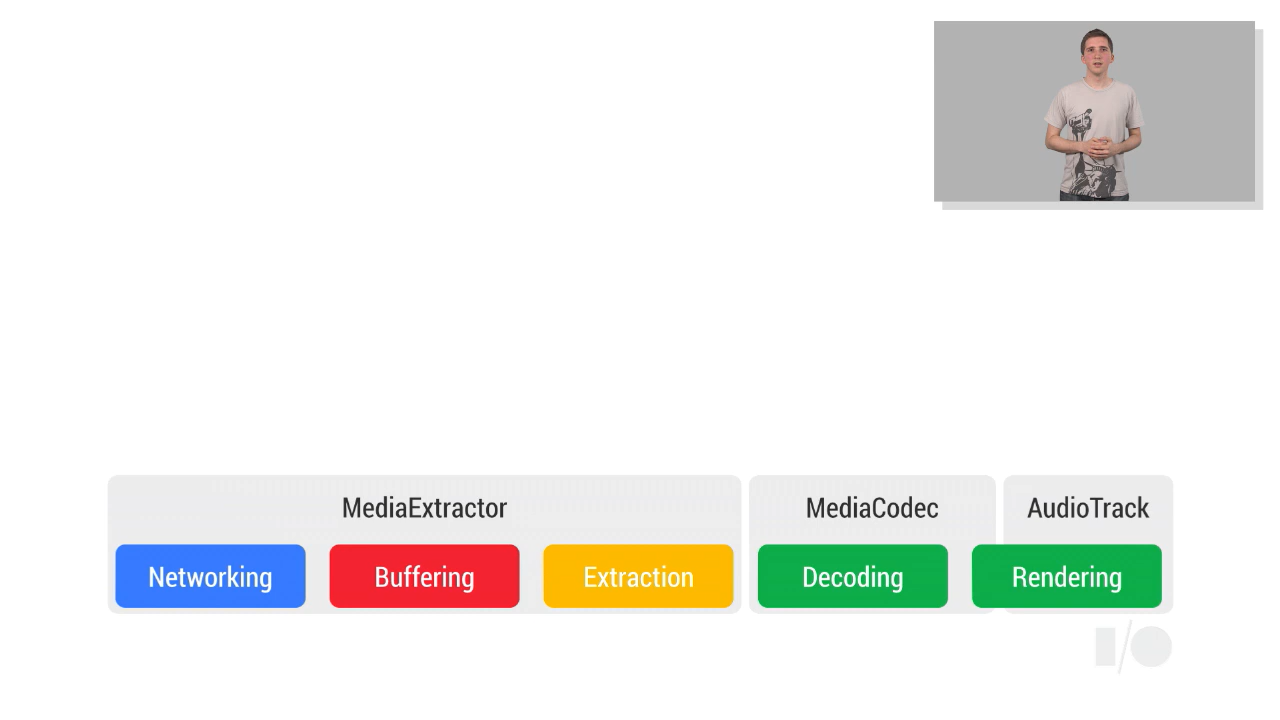 MediaExtractor
MediaCodec
AudioTrack
Networking
Buffering
Extraction
Decoding
Rendering
I/O